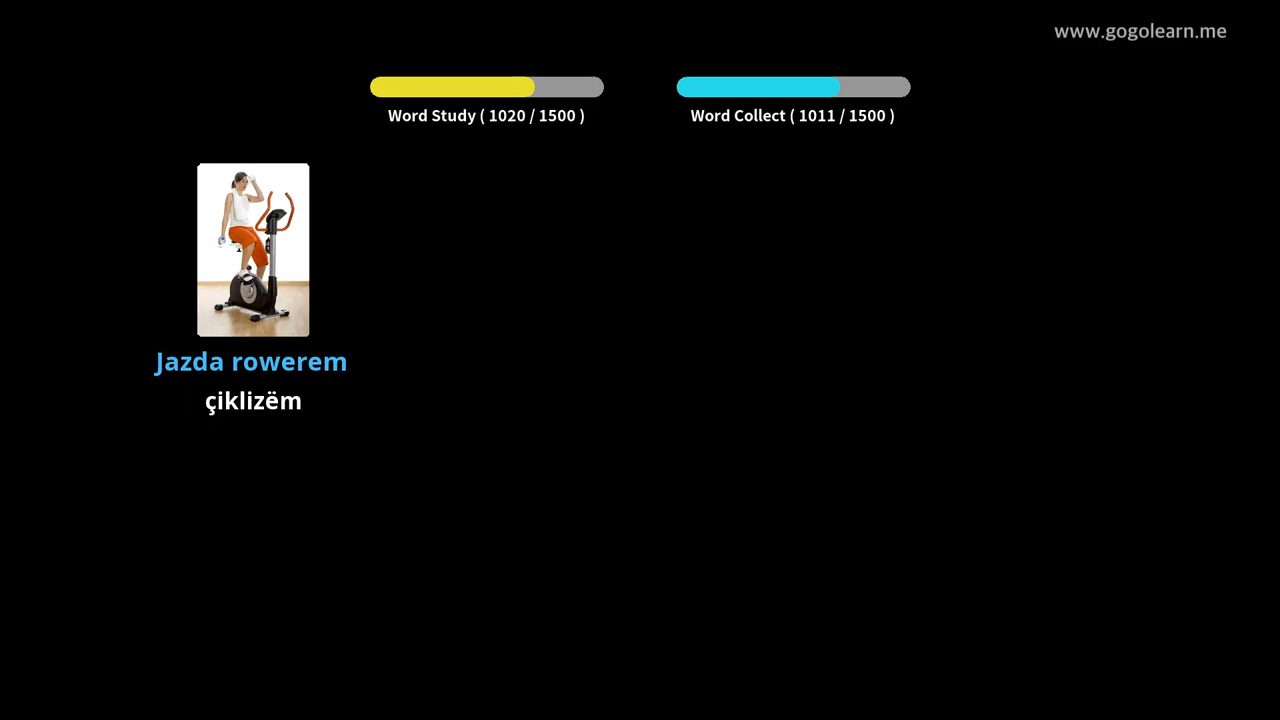 www.gogolearn.me
Word Study ( 1020 / 1500 )
Word Collect ( 1011 / 1500 )
Jazda rowerem
çiklizëm